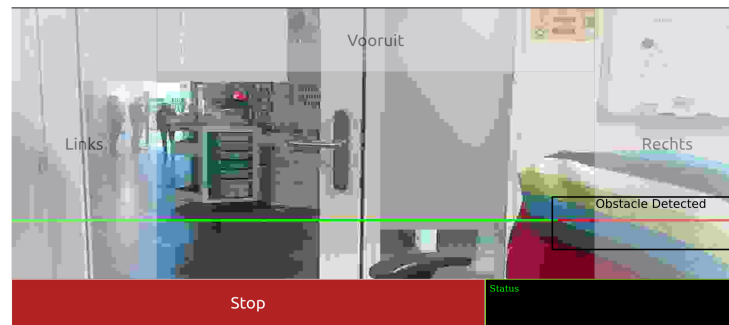 Vooruit
Links
Rechts
Obstacle Detected
Stop
Status